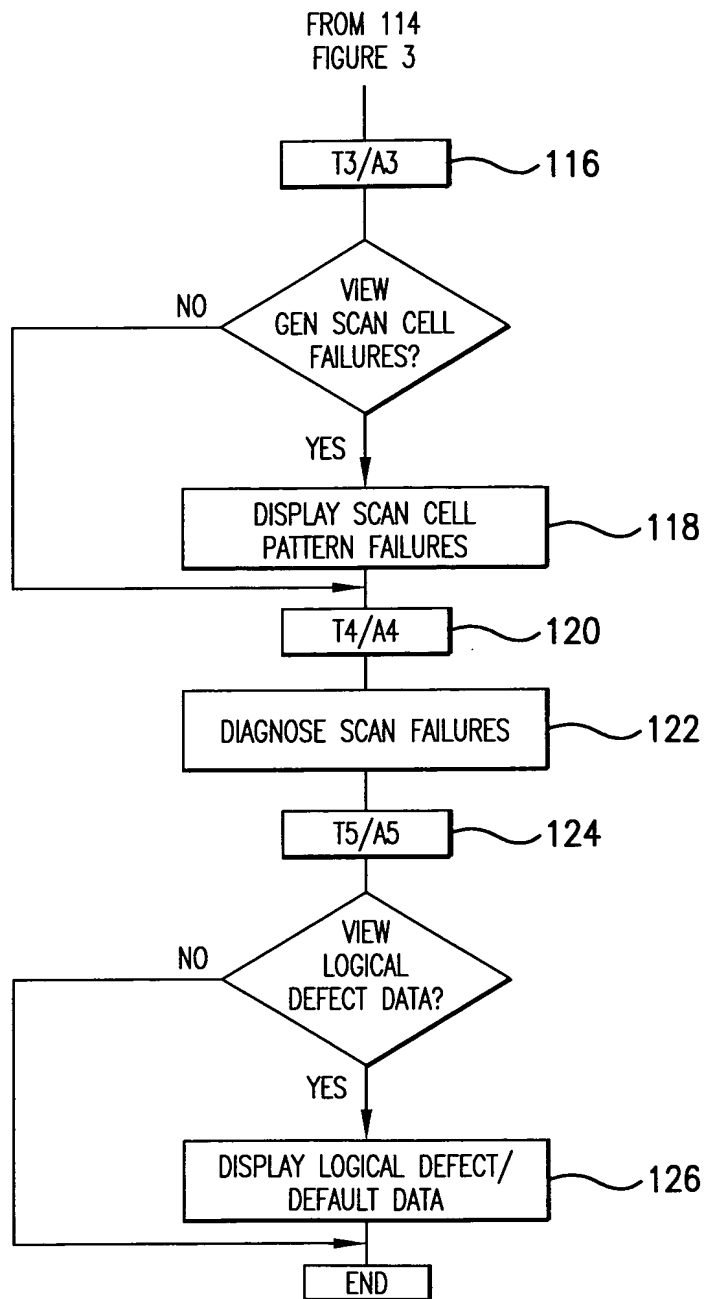 FROM 114
FIGURE 3
T3/A3
116
VIEW
GEN SCAN CELL
FAILURES?
NO
YES
DISPLAY SCAN CELL
PATTERN FAILURES
118
T4/A4
120
DIAGNOSE SCAN FAILURES
122
T5/A5
124
VIEW
LOGICAL
DEFECT DATA?
NO
YES
DISPLAY LOGICAL DEFECT/
DEFAULT DATA
126
END